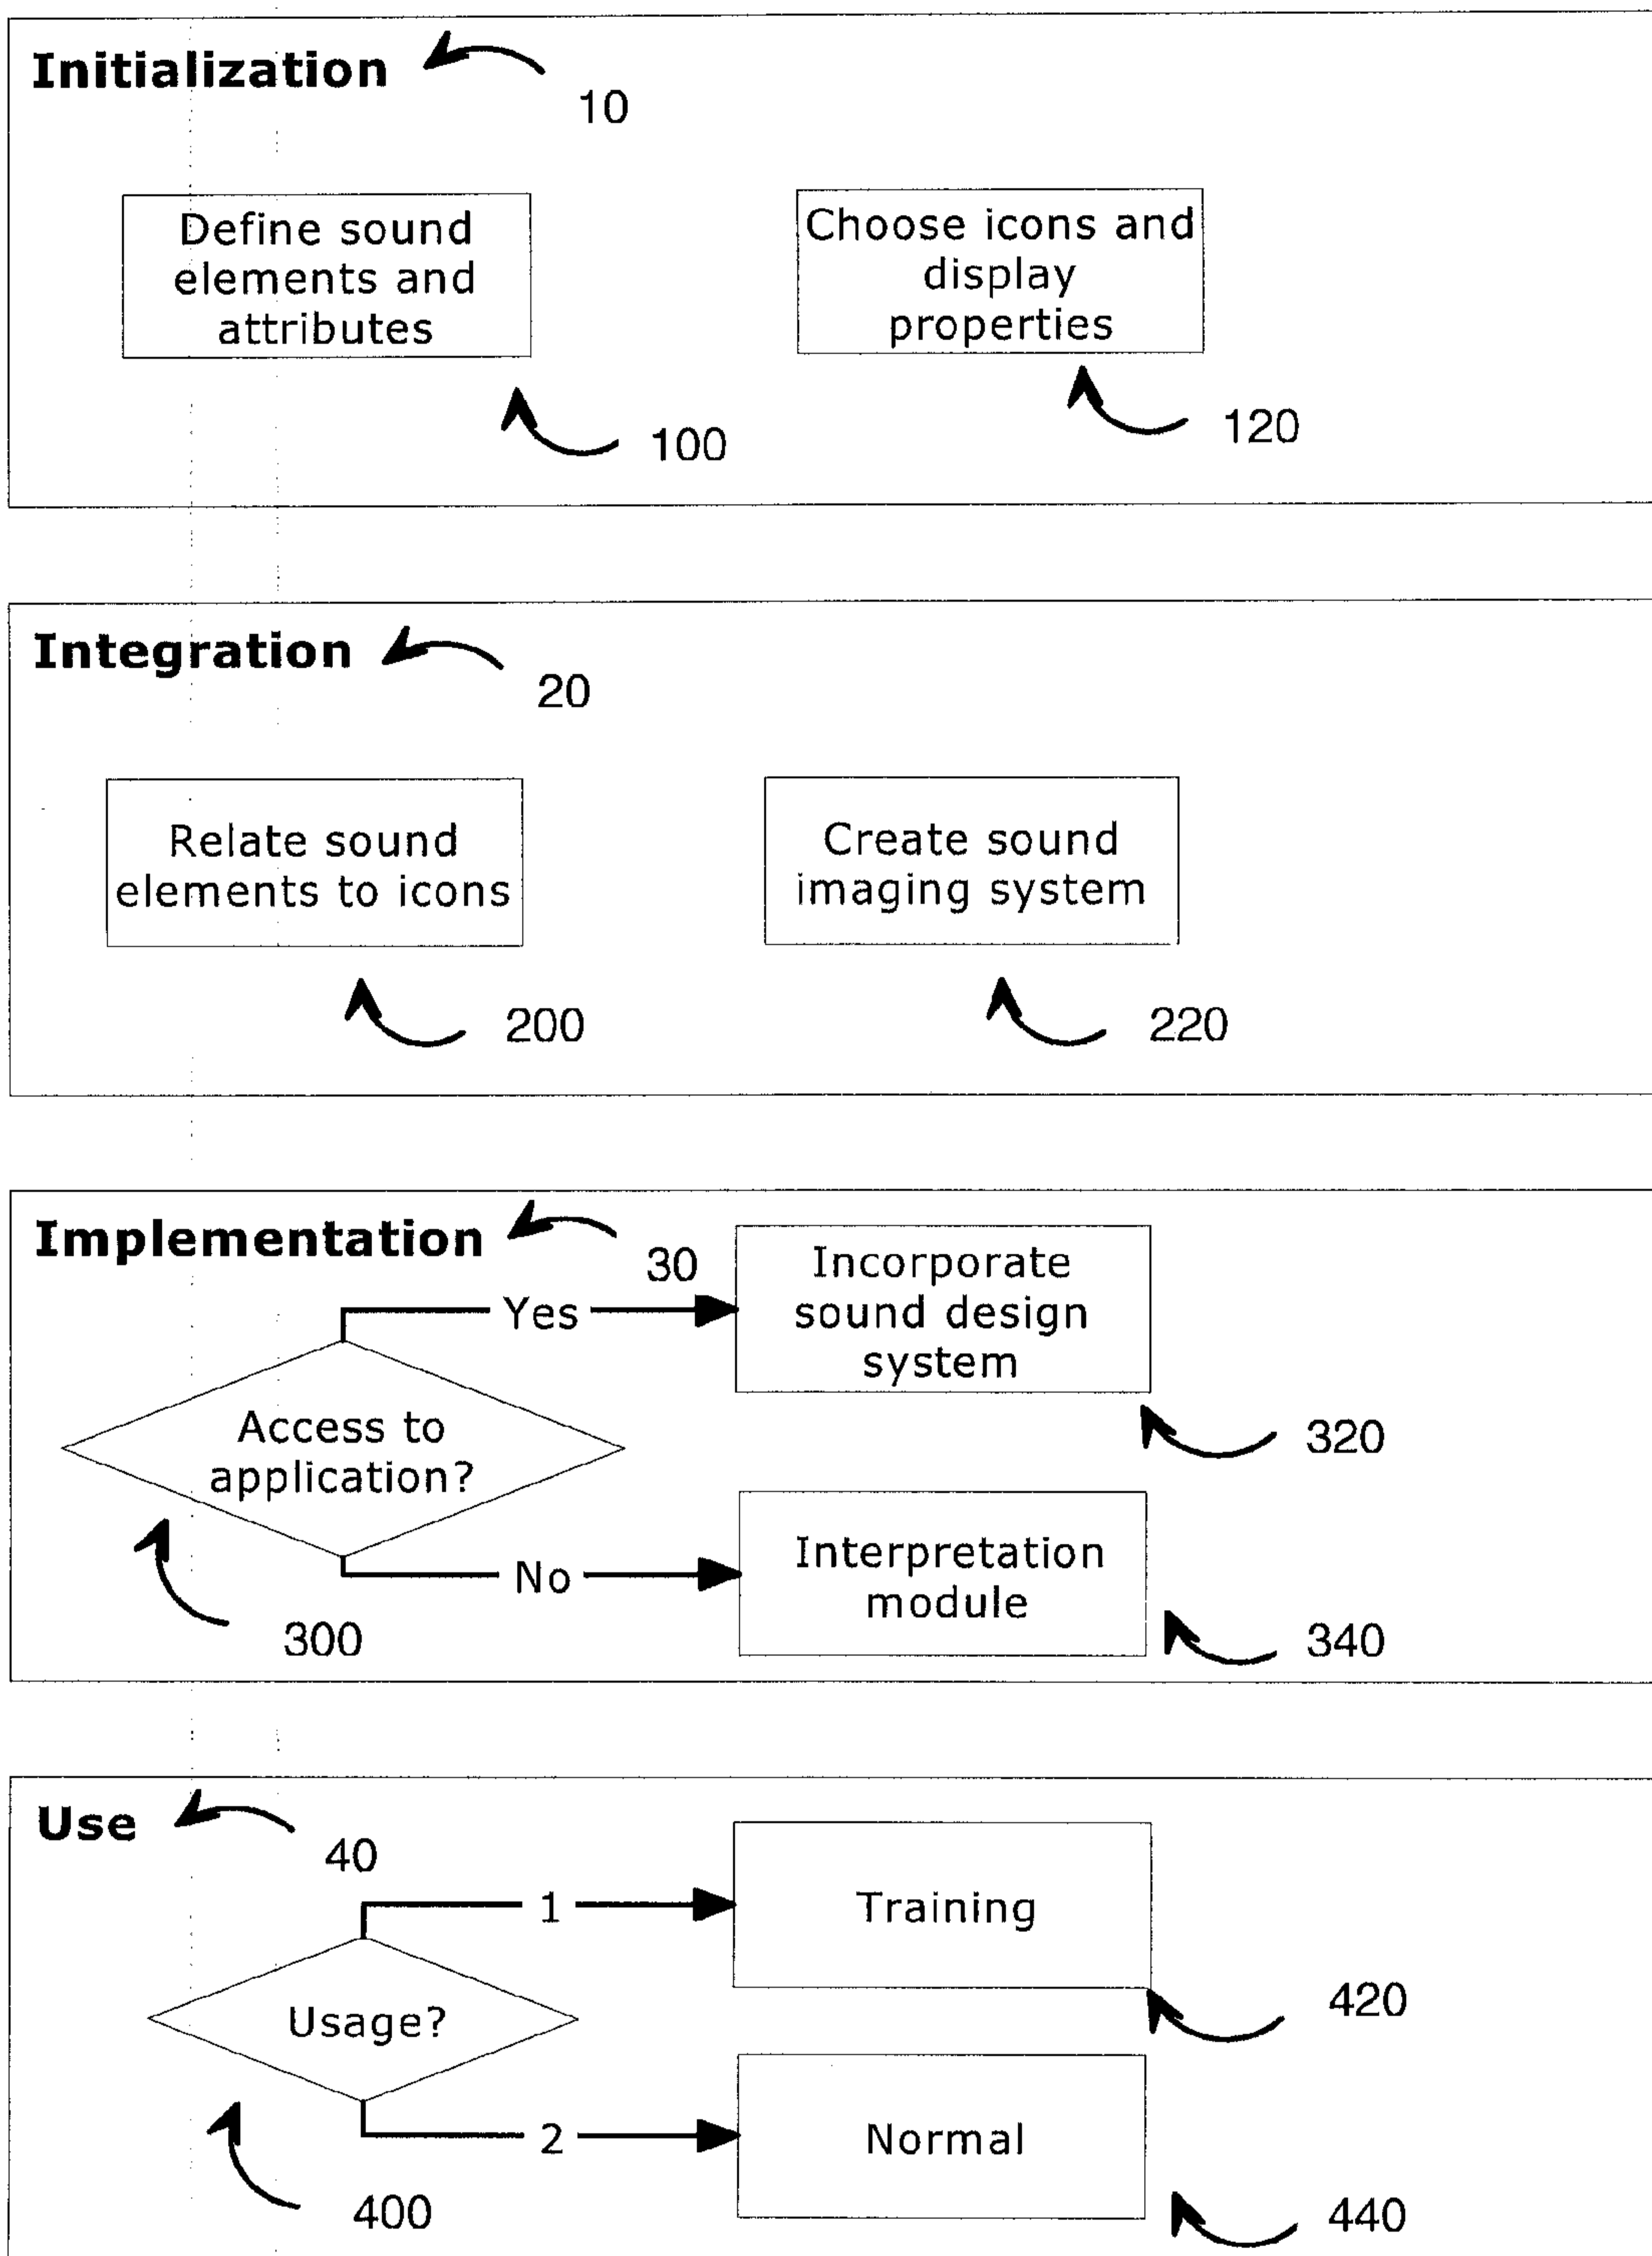 Initialization
10
Define sound
elements and
attributes
100
Choose icons and
display
properties
120
Integration
20
Relate sound
elements to icons
200
Create sound
imaging system
220
Implementation
30
Yes
Incorporate
sound design
system
320
Access to
application?
300
No
Interpretation
module
340
Use
40
1
Training
420
Usage?
400
2
Normal
440